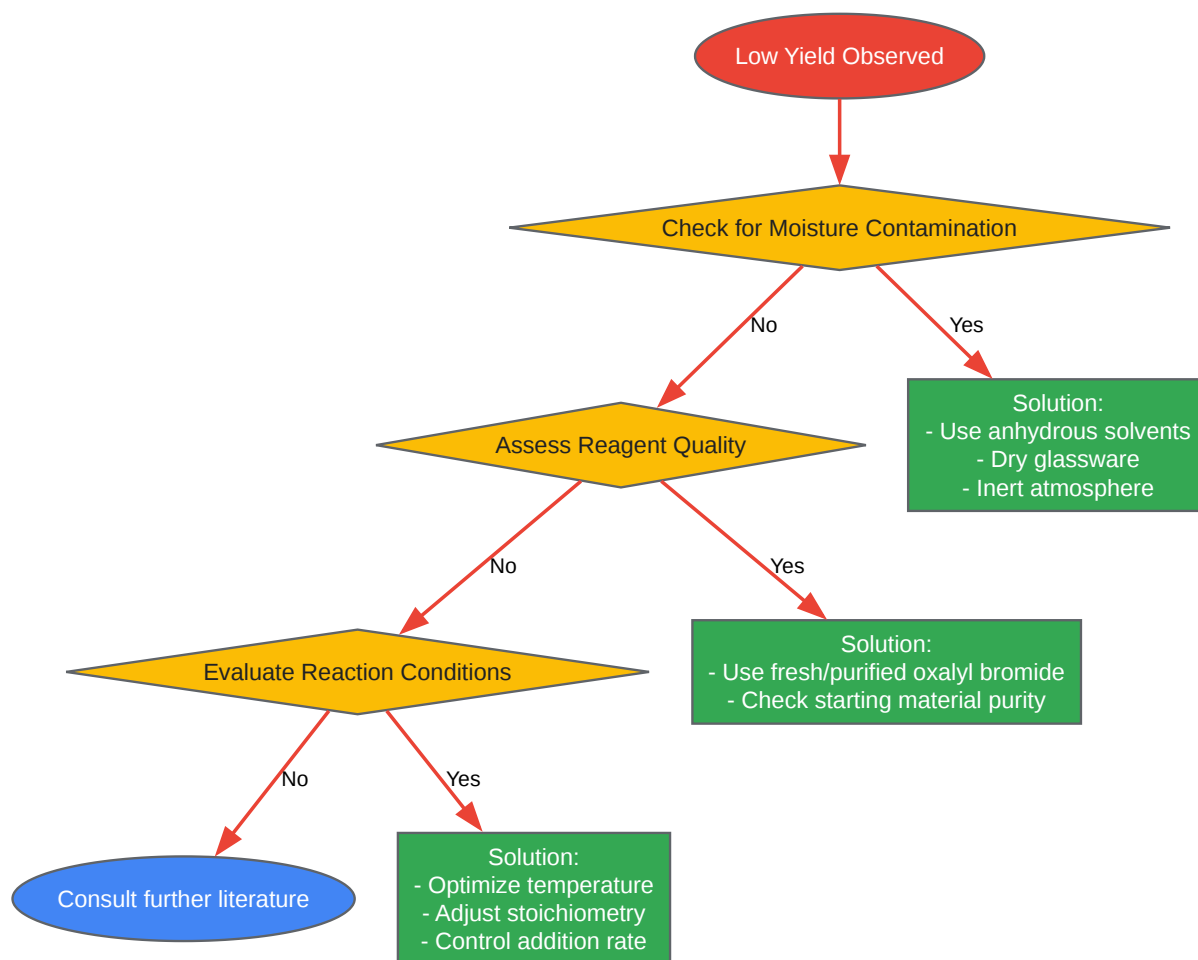 Low Yield Observed
Check for Moisture Contamination
No
Yes
Solution:
- Use anhydrous solvents
- Dry glassware
- Inert atmosphere
Assess Reagent Quality
No
Yes
Solution:
- Use fresh/purified oxalyl bromide
- Check starting material purity
Evaluate Reaction Conditions
No
Yes
Consult further literature
Solution:
- Optimize temperature
- Adjust stoichiometry
- Control addition rate